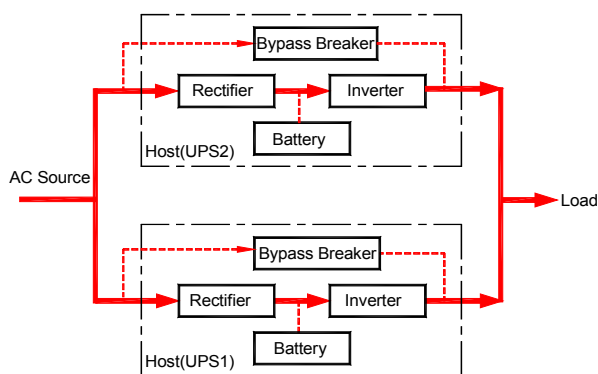 Bypass Breaker
Rectifier
Inverter
Battery
Host(UPS2)
AC Source
Load
Bypass Breaker
Rectifier
Inverter
Battery
Host(UPS1)